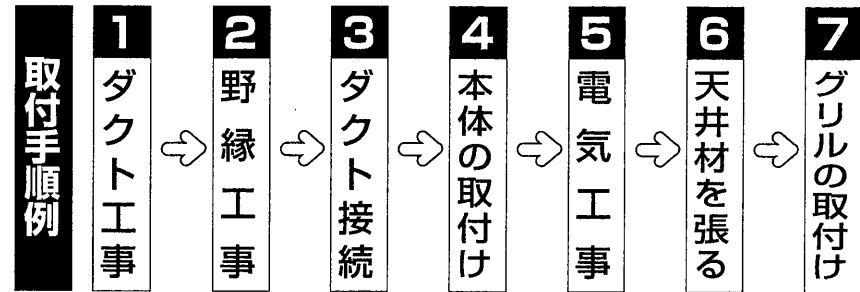 取付手順例
1
ダクト工事
2
野縁工事
3
ダクト接続
4
本体の取付け
5
電気工事
6
天井材を張る
7
グリルの取付け